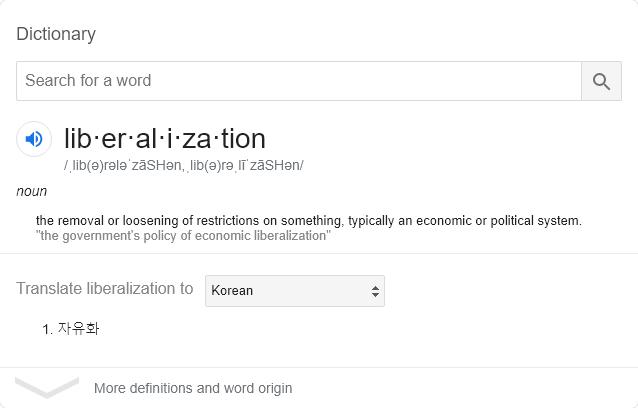 Dictionary
Search for a word
lib·er·al·i·za·tion
/ˌlib(ə)rələˈzāSHən,ˌlib(ə)rəˌlīˈzāSHən/
noun
the removal or loosening of restrictions on something, typically an economic or political system.
"the government's policy of economic liberalization"
Translate liberalization to Korean
1. 자유화
More definitions and word origin